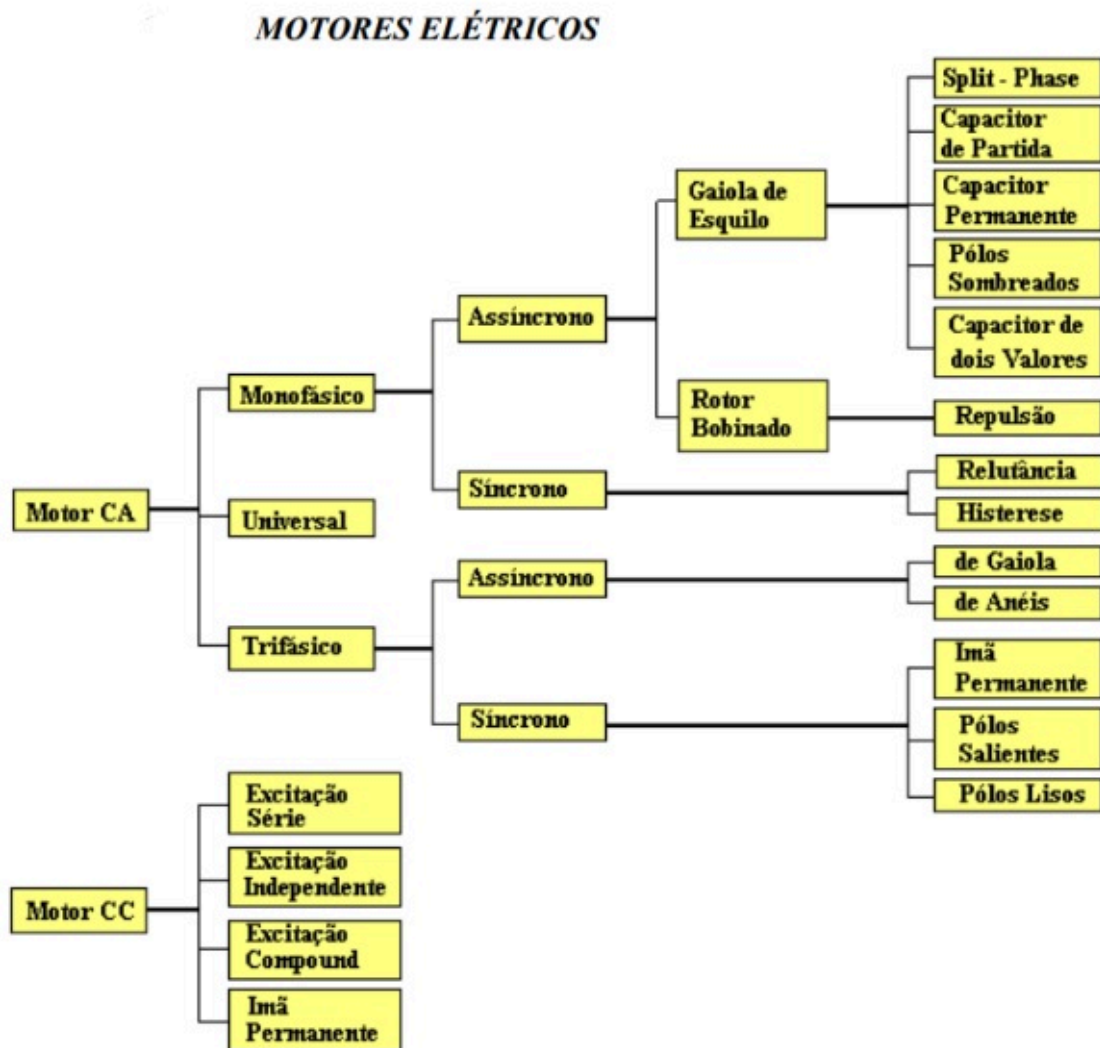 MOTORES ELÉTRICOS
Split - Phase
Capacitor
de Partida
Gaiola de
Esquilo
Capacitor
Permanente
Pólos
Sombreados
Assíncrono
Capacitor de
dois Valores
Monofásico
Rotor
Bobinado
Repulsão
Relutância
Síncrono
Motor CA
Universal
Histerese
de Gaiola
Assíncrono
de Anéis
Trifásico
Imã
Permanente
Síncrono
Pólos
Salientes
Pólos Lisos
Excitação
Série
Excitação
Independente
Motor CC
Excitação
Compound
Imã
Permanente